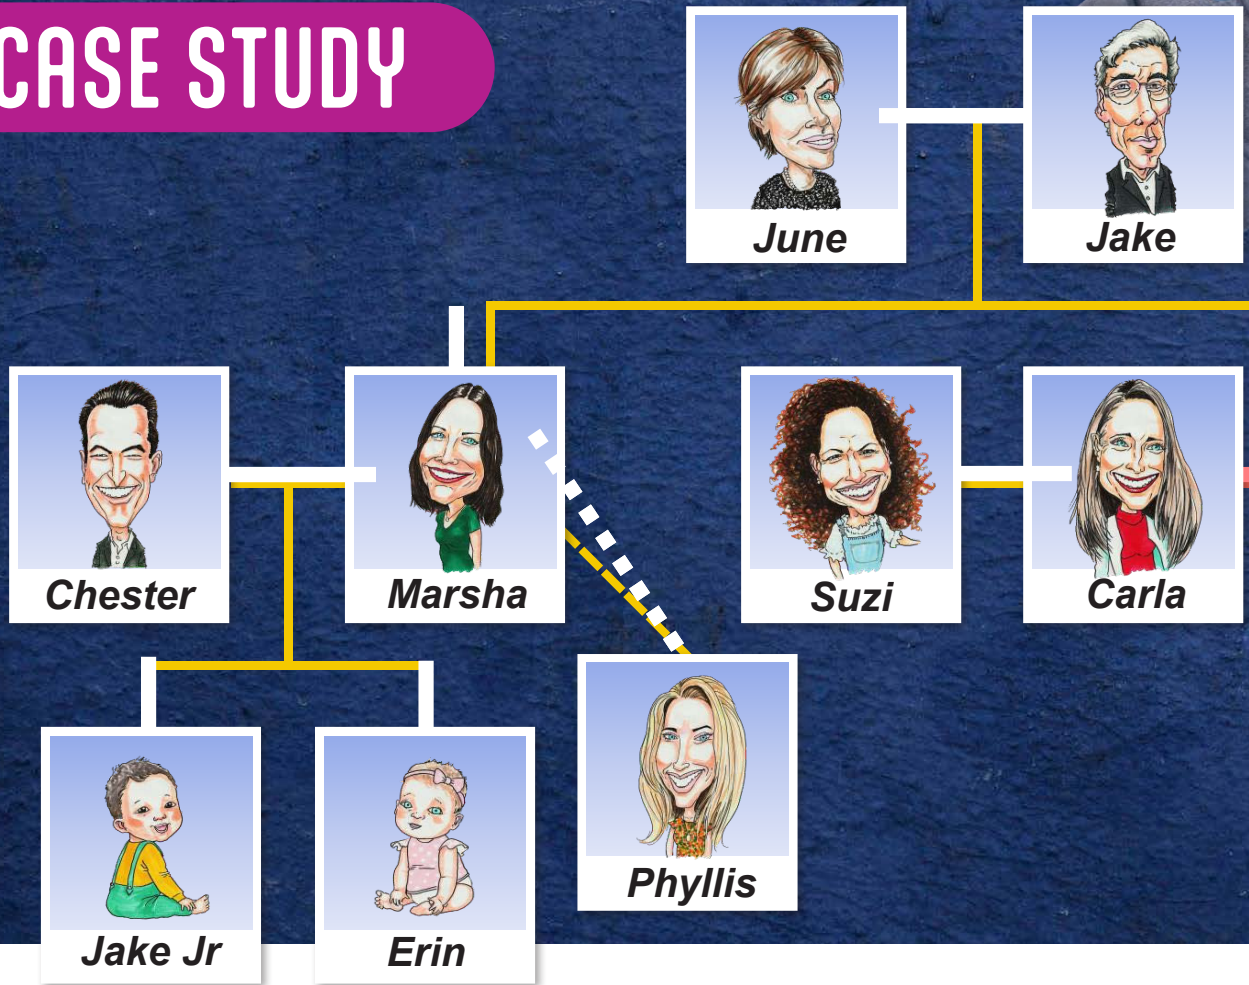 CASE STUDY
June
Jake
Chester
Marsha
Suzi
Carla
Phyllis
Jake Jr
Erin